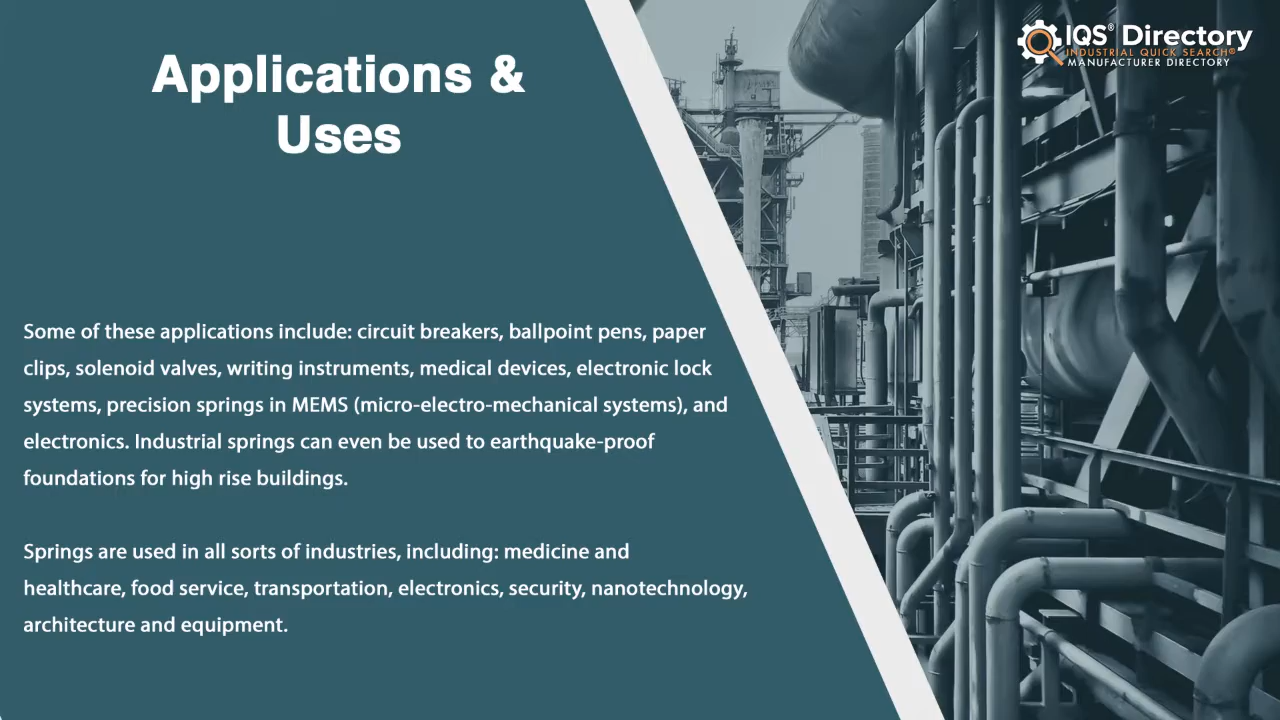 Applications &
Uses
IQS® Directory
INDUSTRIAL QUICK SEARCH®
MANUFACTURER DIRECTORY
Some of these applications include: circuit breakers, ballpoint pens, paper
clips, solenoid valves, writing instruments, medical devices, electronic lock
systems, precision springs in MEMS (micro-electro-mechanical systems), and
electronics. Industrial springs can even be used to earthquake-proof
foundations for high rise buildings.
Springs are used in all sorts of industries, including: medicine and
healthcare, food service, transportation, electronics, security, nanotechnology,
architecture and equipment.